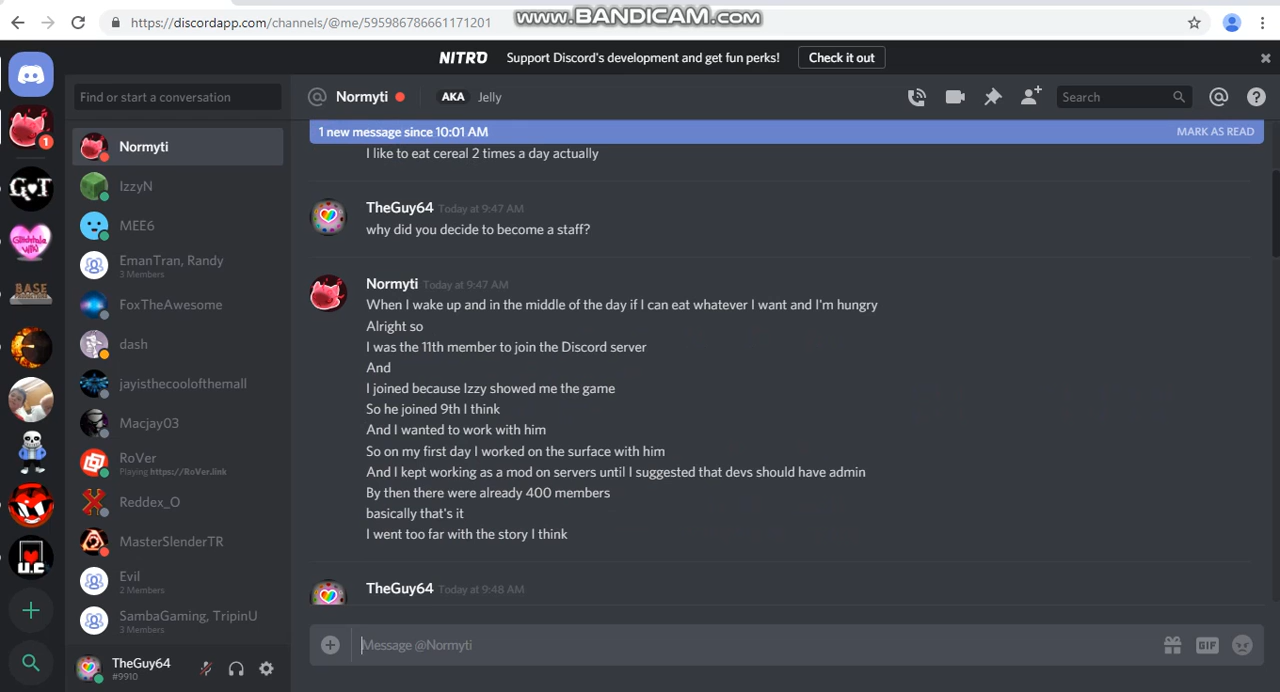 https://discordapp.com/channels/@me/595986786661171201
www.BANDICAM.com
NITRO Support Discord's development and get fun perks! Check it out
Find or start a conversation
@ Normyti AKA Jelly
Search
1
1 new message since 10:01 AM MARK AS READ
I like to eat cereal 2 times a day actually
TheGuy64 Today at 9:47 AM
why did you decide to become a staff?
Normyti Today at 9:47 AM
When I wake up and in the middle of the day if I can eat whatever I want and I'm hungry
Alright so
I was the 11th member to join the Discord server
And
I joined because Izzy showed me the game
So he joined 9th I think
And I wanted to work with him
So on my first day I worked on the surface with him
And I kept working as a mod on servers until I suggested that devs should have admin
By then there were already 400 members
basically that's it
I went too far with the story I think
TheGuy64 Today at 9:48 AM
Message @Normyti
GIF
Normyti
IzzyN
MEE6
EmanTran, Randy
3 Members
FoxTheAwesome
dash
jayisthecoolofthemall
Macjay03
RoVer
Playing https://RoVer.link
Reddex_O
MasterSlenderTR
Evil
2 Members
SambaGaming, TripinU
3 Members
TheGuy64
#9910
G♥T
BASE
U.C